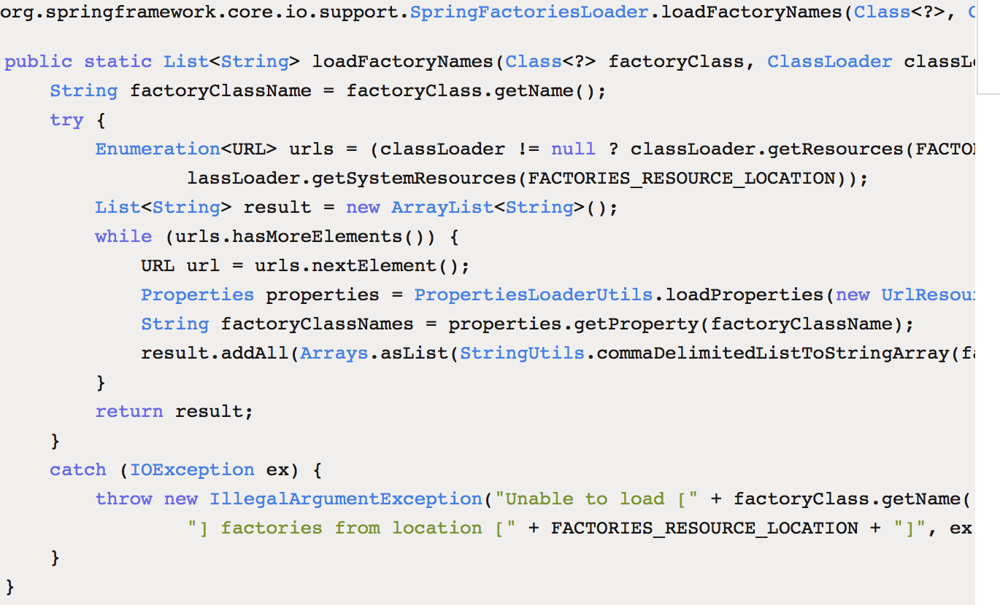 org.springframework.core.io.support.SpringFactoriesLoader.loadFactoryNames(Class<?>,
public static List<String> loadFactoryNames(Class<?> factoryClass, ClassLoader
    String factoryClassName = factoryClass.getName();
    try {
        Enumeration<URL> urls = (classLoader != null ? classLoader.getResources(
                lassLoader.getSystemResources(FACTORIES_RESOURCE_LOCATION));
        List<String> result = new ArrayList<String>();
        while (urls.hasMoreElements()) {
            URL url = urls.nextElement();
            Properties properties = PropertiesLoaderUtils.loadProperties(new
            String factoryClassNames = properties.getProperty(factoryClassName);
            result.addAll(Arrays.asList(StringUtils.commaDelimitedListToStringArray(
        }
        return result;
    }
    catch (IOException ex) {
        throw new IllegalArgumentException("Unable to load [" + factoryClass.getName(
                "] factories from location [" + FACTORIES_RESOURCE_LOCATION + "]", ex
    }
}